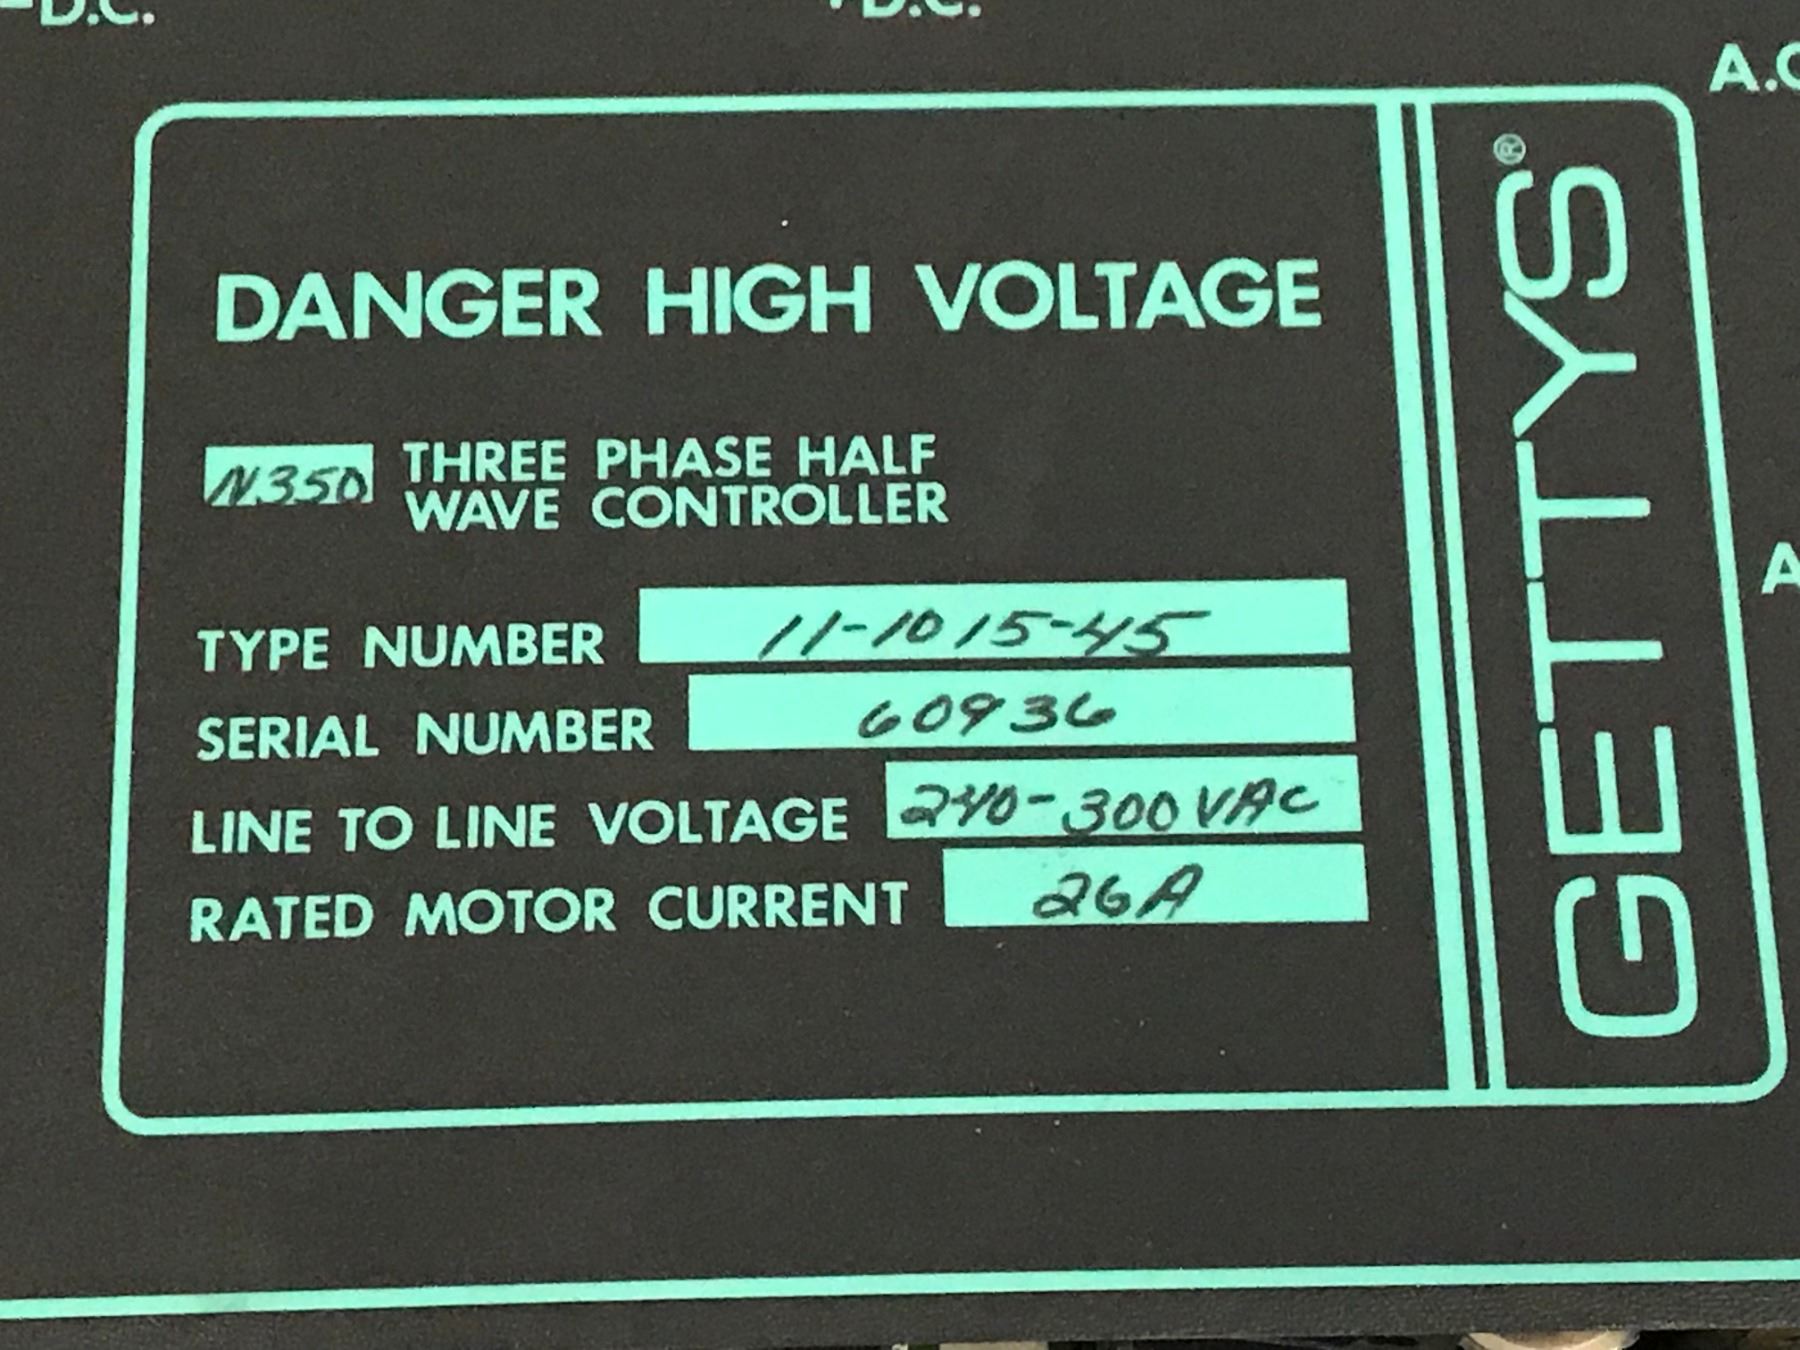 -D.C.
+D.C.
A.C
DANGER HIGH VOLTAGE
N350 THREE PHASE HALF
WAVE CONTROLLER
TYPE NUMBER 11-1015-45
SERIAL NUMBER 60936
LINE TO LINE VOLTAGE 240-300 VAC
RATED MOTOR CURRENT 26A
GETTYS®
A